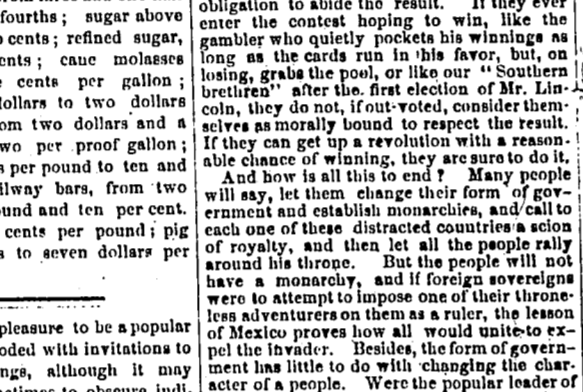 fourths; sugar above
cents; refined sugar,
cents; cane molasses
cents per gallon;
dollars to two dollars
om two dollars and a
wo per proof gallon;
s per pound to ten and
ilway bars, from two
und and ten per cent.
cents per pound; pig
s to seven dollars per
pleasure to be a popular
oded with invitations to
ngs, although it may
obligation to abide the result. If they ever
enter the contest hoping to win, like the
gambler who quietly pockets his winnings as
long as the cards run in his favor, but, on
losing, grabs the pool, or like our "Southern
brethren" after the first election of Mr. Lin-
coln, they do not, if out-voted, consider them-
selves as morally bound to respect the result.
If they can get up a revolution with a reason-
able chance of winning, they are sure to do it.
And how is all this to end? Many people
will say, let them change their form of gov-
ernment and establish monarchies, and call to
each one of these distracted countries a scion
of royalty, and then let all the people rally
around his throne. But the people will not
have a monarchy, and if foreign sovereigns
were to attempt to impose one of their throne-
less adventurers on them as a ruler, the lesson
of Mexico proves how all would unite to ex-
pel the invader. Besides, the form of govern-
ment has little to do with changing the char-
acter of a people. Were the popular leader of